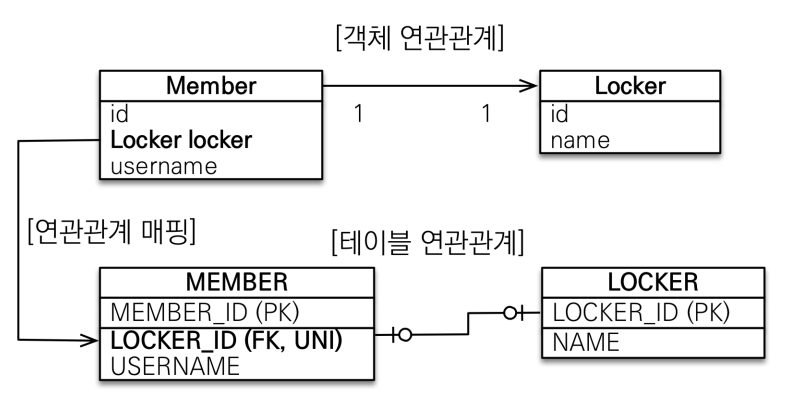 [객체 연관관계]
Member
id
Locker locker
username
1
1
Locker
id
name
[연관관계 매핑]
[테이블 연관관계]
MEMBER
MEMBER_ID (PK)
LOCKER_ID (FK, UNI)
USERNAME
LOCKER
LOCKER_ID (PK)
NAME